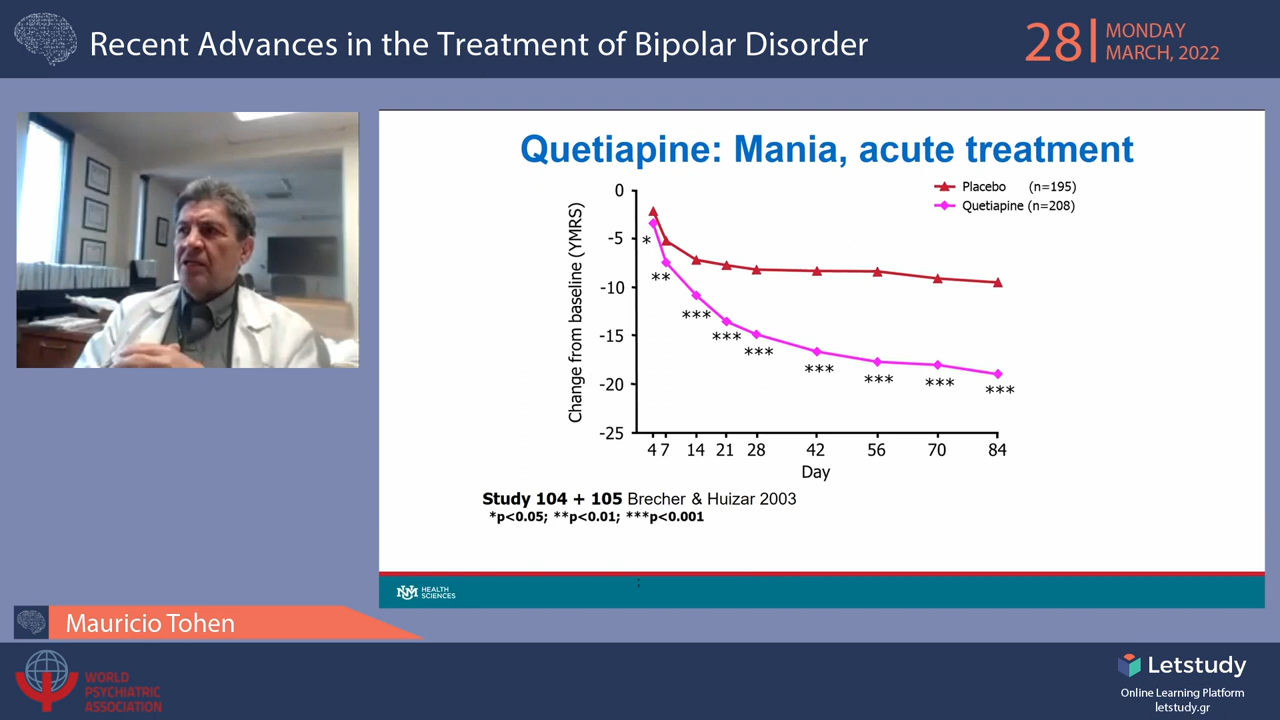 Recent Advances in the Treatment of Bipolar Disorder
28
MONDAY
MARCH, 2022
Quetiapine: Mania, acute treatment
Placebo (n=195)
Quetiapine (n=208)
Change from baseline (YMRS)
0
-5
-10
-15
-20
-25
*
**
***
***
***
***
***
***
***
4 7 14 21 28 42 56 70 84
Day
Study 104 + 105 Brecher & Huizar 2003
*p<0.05; **p<0.01; ***p<0.001
NM HEALTH
SCIENCES
Mauricio Tohen
WORLD
PSYCHIATRIC
ASSOCIATION
Letstudy
Online Learning Platform
letstudy.gr